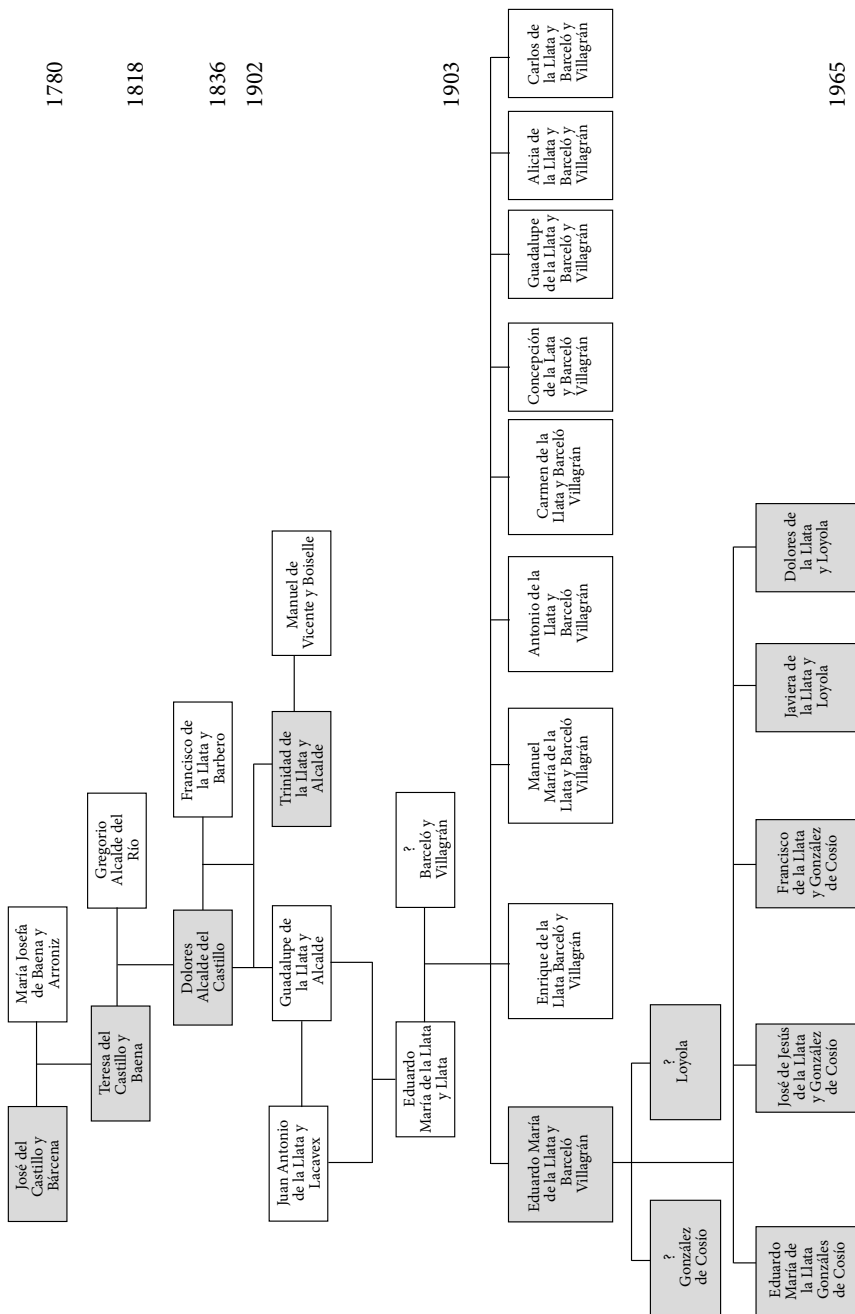 1780
1818
1836
1902
1903
1965
José del
Castillo y
Bárcena
María Josefa
de Baena y
Arroniz
Teresa del
Castillo y
Baena
Gregorio
Alcalde del
Río
Dolores
Alcalde del
Castillo
Francisco de
la Llata y
Barbero
Juan Antonio
de la Llata y
Lacavex
Guadalupe de
la Llata y
Alcalde
Trinidad de
la Llata y
Alcalde
Manuel de
Vicente y Boiselle
Eduardo
María de la Llata
y Llata
?
Barceló y
Villagrán
Eduardo María
de la Llata y
Barceló
Villagrán
Enrique de la
Llata Barceló y
Villagrán
Manuel
María de la
Llata y Barceló
Villagrán
Antonio de la
Llata y
Barceló
Villagrán
Carmen de la
Llata y Barceló
Villagrán
Concepción
de la Lata
y Barceló
Villagrán
Guadalupe
de la Llata y
Barceló y
Villagrán
Alicia de
la Llata y
Barceló y
Villagrán
Carlos de
la Llata y
Barceló y
Villagrán
?
González
de Cosío
?
Loyola
Eduardo
María de
la Llata
Gonzáles
de Cosío
José de Jesús
de la Llata
y González
de Cosío
Francisco
de la Llata
y González
de Cosío
Javiera de
la Llata y
Loyola
Dolores de
la Llata
y Loyola